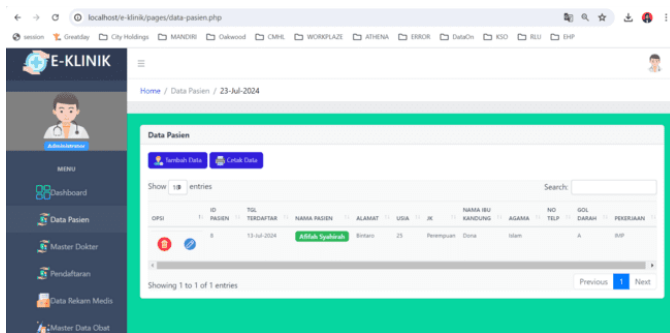 localhost/e-klinik/pages/data-pasien.php
session Greatday City Holdings MANDIRI Oakwood CMHL WORKPLAZE ATHENA ERROR DataOn KSO RLU EHP
E-KLINIK
Home / Data Pasien / 23-Jul-2024
Administrator
MENU
Dashboard
Data Pasien
Master Dokter
Pendaftaran
Data Rekam Medis
Master Data Obat
Data Pasien
Tambah Data Cetak Data
Show 10 entries Search:
OPSI ID PASIEN TGL TERDAFTAR NAMA PASIEN ALAMAT USIA JK NAMA IBU KANDUNG AGAMA NO TELP GOL DARAH PEKERJAAN
13-Jul-2024 Afifah Syahirah Bintaro 25 Perempuan Dona Islam A
Showing 1 to 1 of 1 entries Previous 1 Next